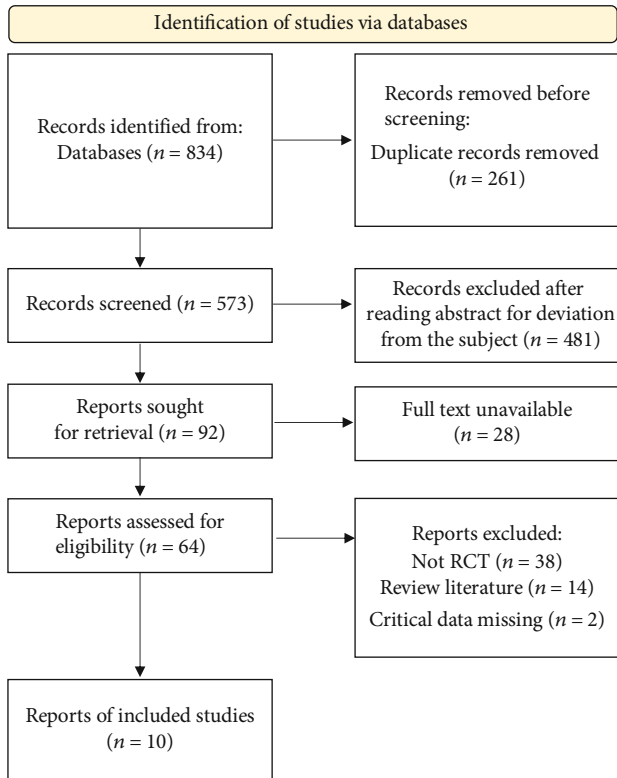 Identification of studies via databases
Records identified from:
Databases (n = 834)
Records removed before
screening:
Duplicate records removed
(n = 261)
Records screened (n = 573)
Records excluded after
reading abstract for deviation
from the subject (n = 481)
Reports sought
for retrieval (n = 92)
Full text unavailable
(n = 28)
Reports assessed for
eligibility (n = 64)
Reports excluded:
Not RCT (n = 38)
Review literature (n = 14)
Critical data missing (n = 2)
Reports of included studies
(n = 10)